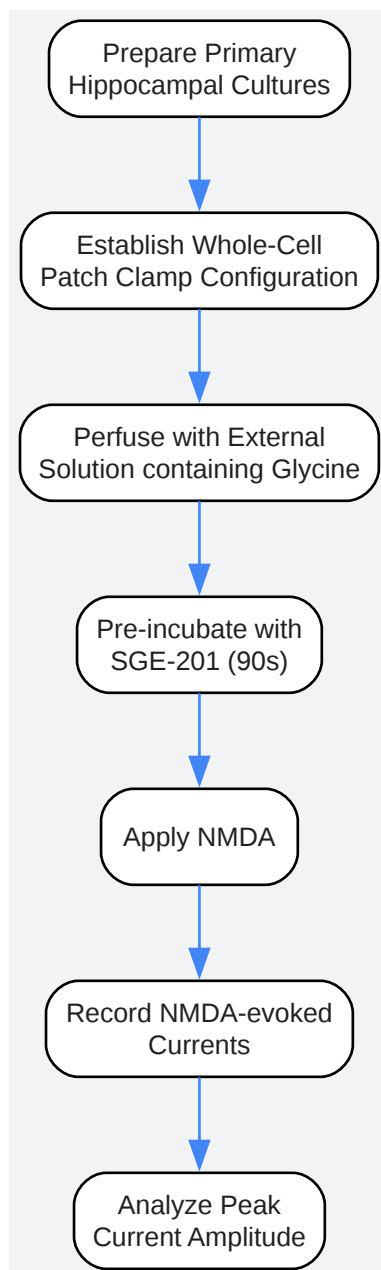 Prepare Primary
Hippocampal Cultures
Establish Whole-Cell
Patch Clamp Configuration
Perfuse with External
Solution containing Glycine
Pre-incubate with
SGE-201 (90s)
Apply NMDA
Record NMDA-evoked
Currents
Analyze Peak
Current Amplitude